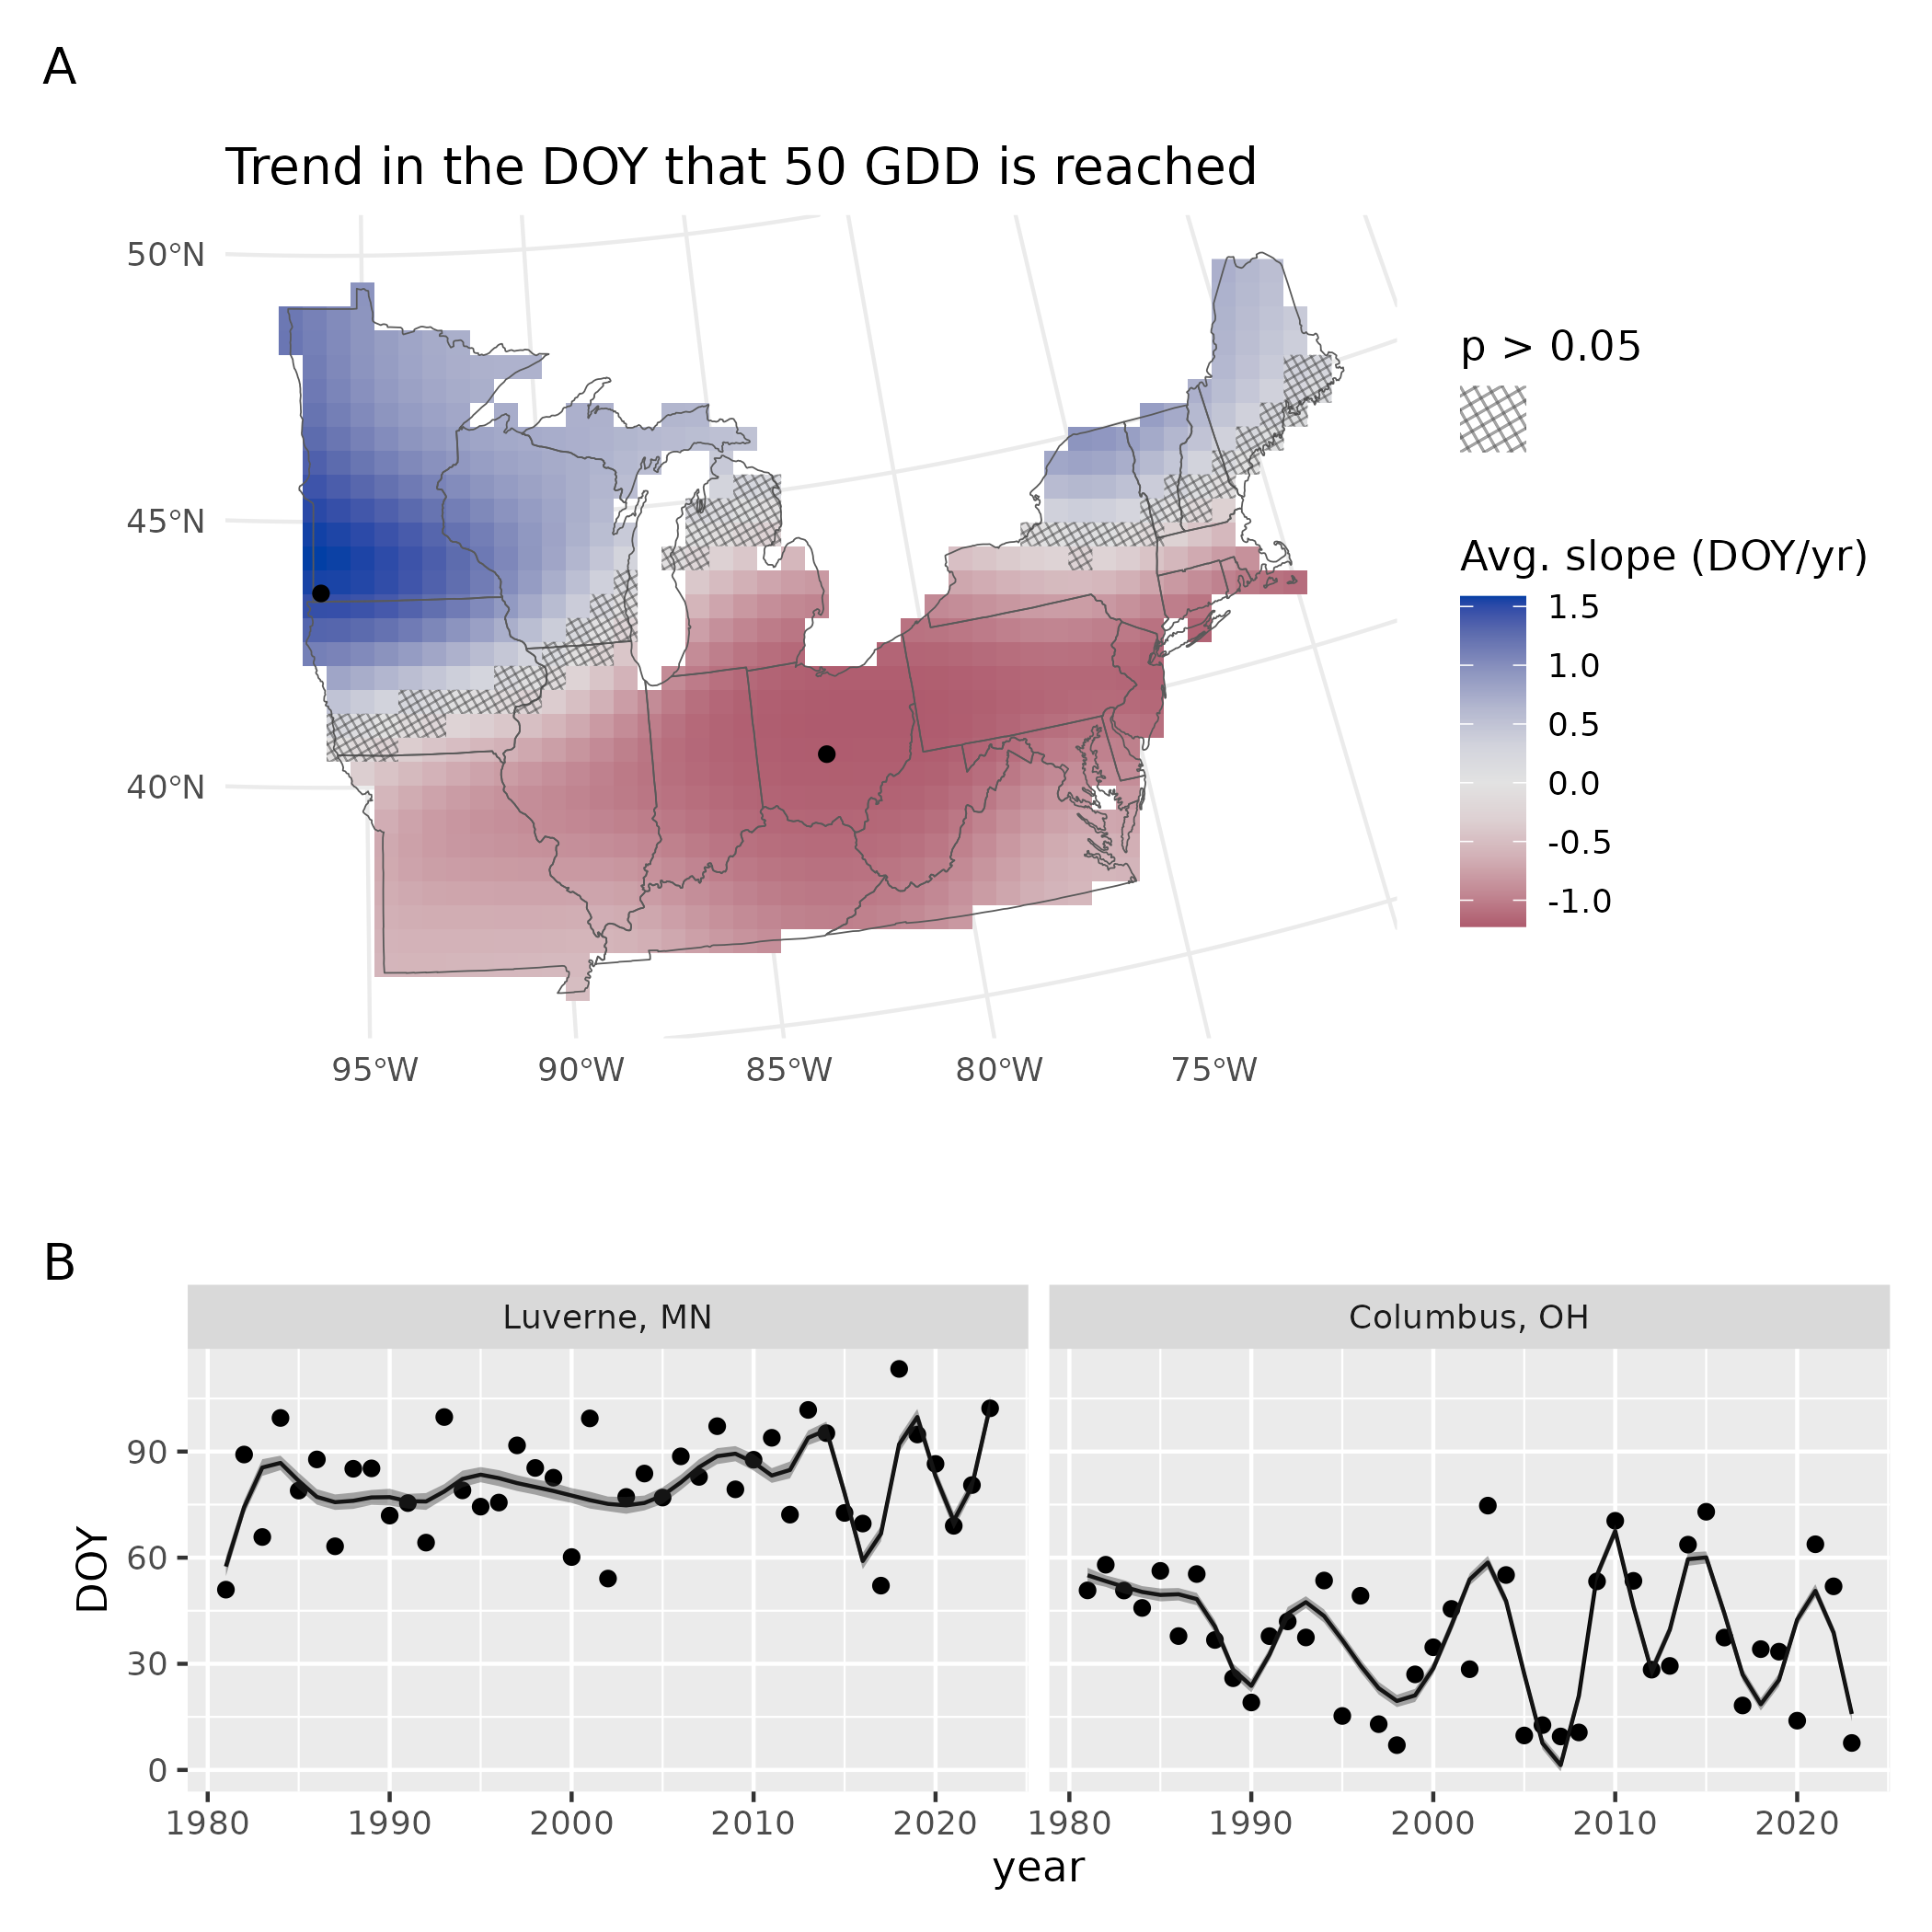 A
Trend in the DOY that 50 GDD is reached
50°N
45°N
40°N
95°W
90°W
85°W
80°W
75°W
p > 0.05
Avg. slope (DOY/yr)
1.5
1.0
0.5
0.0
-0.5
-1.0
B
Luverne, MN
Columbus, OH
DOY
90
60
30
0
1980 1990 2000 2010 2020
1980 1990 2000 2010 2020
year